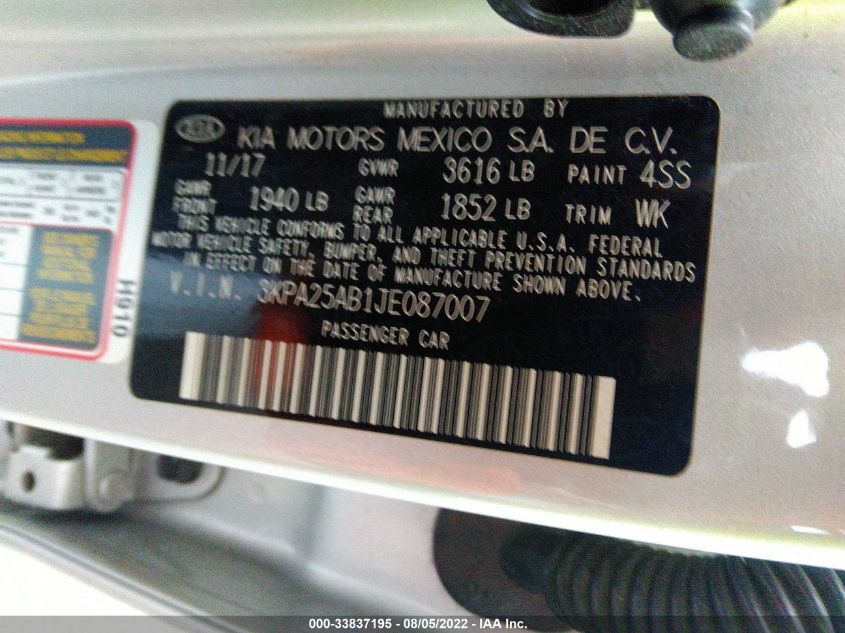 MANUFACTURED BY
KIA KIA MOTORS MEXICO S.A. DE C.V.
11/17 GVWR 3616 LB PAINT 4SS
GAWR FRONT 1940 LB GAWR REAR 1852 LB TRIM WK
THIS VEHICLE CONFORMS TO ALL APPLICABLE U.S.A. FEDERAL
MOTOR VEHICLE SAFETY, BUMPER, AND THEFT PREVENTION STANDARDS
IN EFFECT ON THE DATE OF MANUFACTURE SHOWN ABOVE.
V.I.N. 3KPA25AB1JE087007
PASSENGER CAR
H910
000-33837195 - 08/05/2022 - IAA Inc.